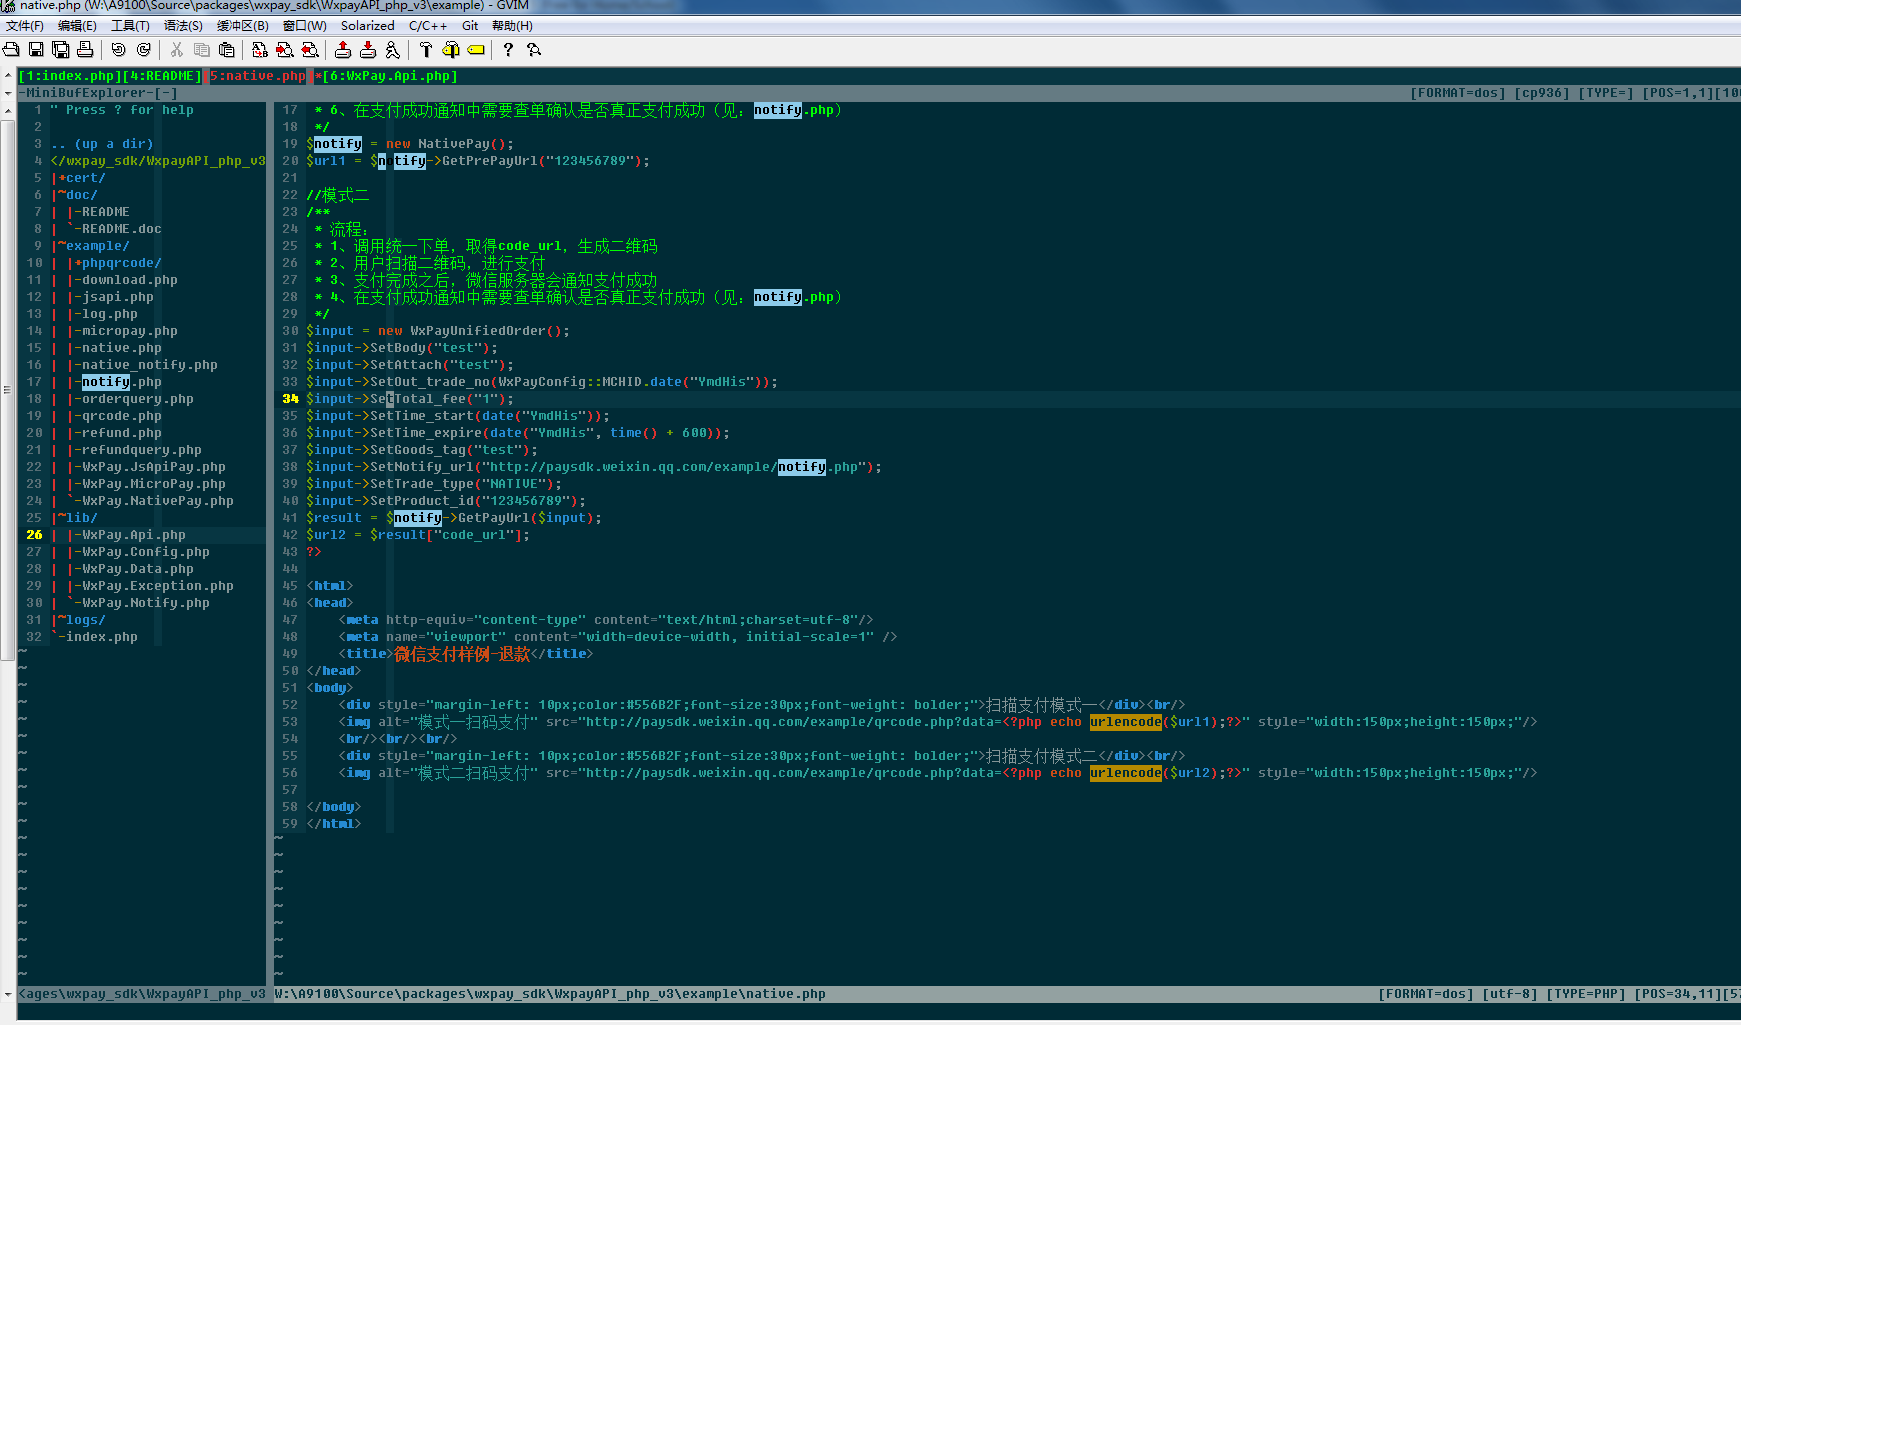 native.php (W:\A9100\Source\packages\wxpay_sdk\WxpayAPI_php_v3\example) - GVIM
文件(F) 编辑(E) 工具(T) 语法(S) 缓冲区(B) 窗口(W) Solarized C/C++ Git 帮助(H)
[1:index.php][4:README][5:native.php]*[6:WxPay.Api.php]
-MiniBufExplorer-[-] [FORMAT=dos] [cp936] [TYPE=] [POS=1,1][10
1 " Press ? for help
2
3 .. (up a dir)
4 </wxpay_sdk/WxpayAPI_php_v3
5 |+cert/
6 |~doc/
7 | |-README
8 | `-README.doc
9 |~example/
10 | |+phpqrcode/
11 | |-download.php
12 | |-jsapi.php
13 | |-log.php
14 | |-micropay.php
15 | |-native.php
16 | |-native_notify.php
17 | |-notify.php
18 | |-orderquery.php
19 | |-qrcode.php
20 | |-refund.php
21 | |-refundquery.php
22 | |-WxPay.JsApiPay.php
23 | |-WxPay.MicroPay.php
24 | `-WxPay.NativePay.php
25 |~lib/
26 | |-WxPay.Api.php
27 | |-WxPay.Config.php
28 | |-WxPay.Data.php
29 | |-WxPay.Exception.php
30 | `-WxPay.Notify.php
31 |~logs/
32 `-index.php
17  * 6、在支付成功通知中需要查单确认是否真正支付成功（见：notify.php）
18  */
19 $notify = new NativePay();
20 $url1 = $notify->GetPrePayUrl("123456789");
21
22 //模式二
23 /**
24  * 流程：
25  * 1、调用统一下单，取得code_url，生成二维码
26  * 2、用户扫描二维码，进行支付
27  * 3、支付完成之后，微信服务器会通知支付成功
28  * 4、在支付成功通知中需要查单确认是否真正支付成功（见：notify.php）
29  */
30 $input = new WxPayUnifiedOrder();
31 $input->SetBody("test");
32 $input->SetAttach("test");
33 $input->SetOut_trade_no(WxPayConfig::MCHID.date("YmdHis"));
34 $input->SetTotal_fee("1");
35 $input->SetTime_start(date("YmdHis"));
36 $input->SetTime_expire(date("YmdHis", time() + 600));
37 $input->SetGoods_tag("test");
38 $input->SetNotify_url("http://paysdk.weixin.qq.com/example/notify.php");
39 $input->SetTrade_type("NATIVE");
40 $input->SetProduct_id("123456789");
41 $result = $notify->GetPayUrl($input);
42 $url2 = $result["code_url"];
43 ?>
44
45 <html>
46 <head>
47     <meta http-equiv="content-type" content="text/html;charset=utf-8"/>
48     <meta name="viewport" content="width=device-width, initial-scale=1" />
49     <title>微信支付样例-退款</title>
50 </head>
51 <body>
52     <div style="margin-left: 10px;color:#556B2F;font-size:30px;font-weight: bolder;">扫描支付模式一</div><br/>
53     <img alt="模式一扫码支付" src="http://paysdk.weixin.qq.com/example/qrcode.php?data=<?php echo urlencode($url1);?>" style="width:150px;height:150px;"/>
54     <br/><br/><br/>
55     <div style="margin-left: 10px;color:#556B2F;font-size:30px;font-weight: bolder;">扫描支付模式二</div><br/>
56     <img alt="模式二扫码支付" src="http://paysdk.weixin.qq.com/example/qrcode.php?data=<?php echo urlencode($url2);?>" style="width:150px;height:150px;"/>
57
58 </body>
59 </html>
<ages\wxpay_sdk\WxpayAPI_php_v3 W:\A9100\Source\packages\wxpay_sdk\WxpayAPI_php_v3\example\native.php [FORMAT=dos] [utf-8] [TYPE=PHP] [POS=34,11][57